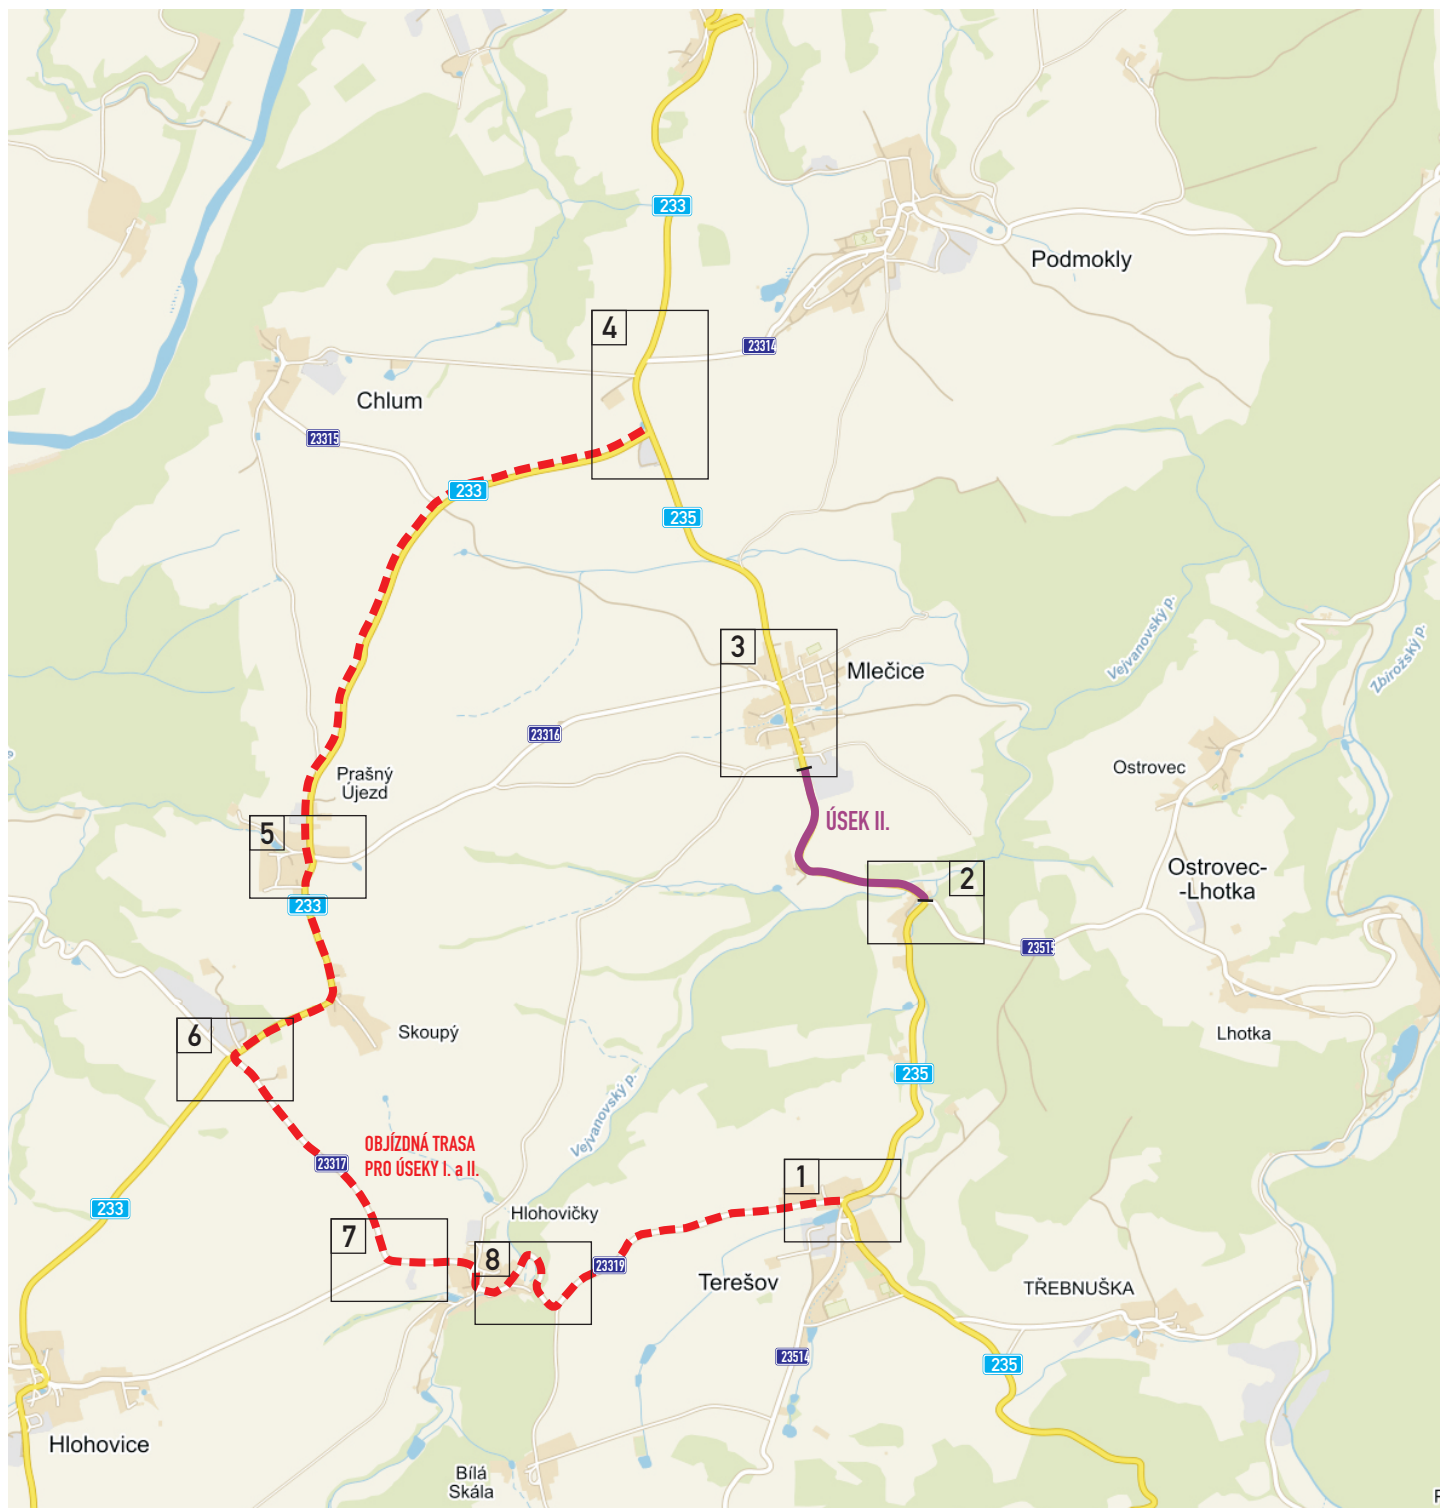 233
Podmokly
4
23314
Chlum
23315
233
235
Vejvanovský p.
Zbirožský p.
3
Mlečice
23316
Ostrovec
Prašný
Újezd
ÚSEK II.
5
2
Ostrovec-
-Lhotka
233
23515
6
Skoupý
Lhotka
235
Vejvanovský p.
OBJÍZDNÁ TRASA
PRO ÚSEKY I. a II.
23317
1
233
Hlohovičky
7
8
23319
Terešov
TŘEBNUŠKA
23514
235
Hlohovice
Bílá
Skála